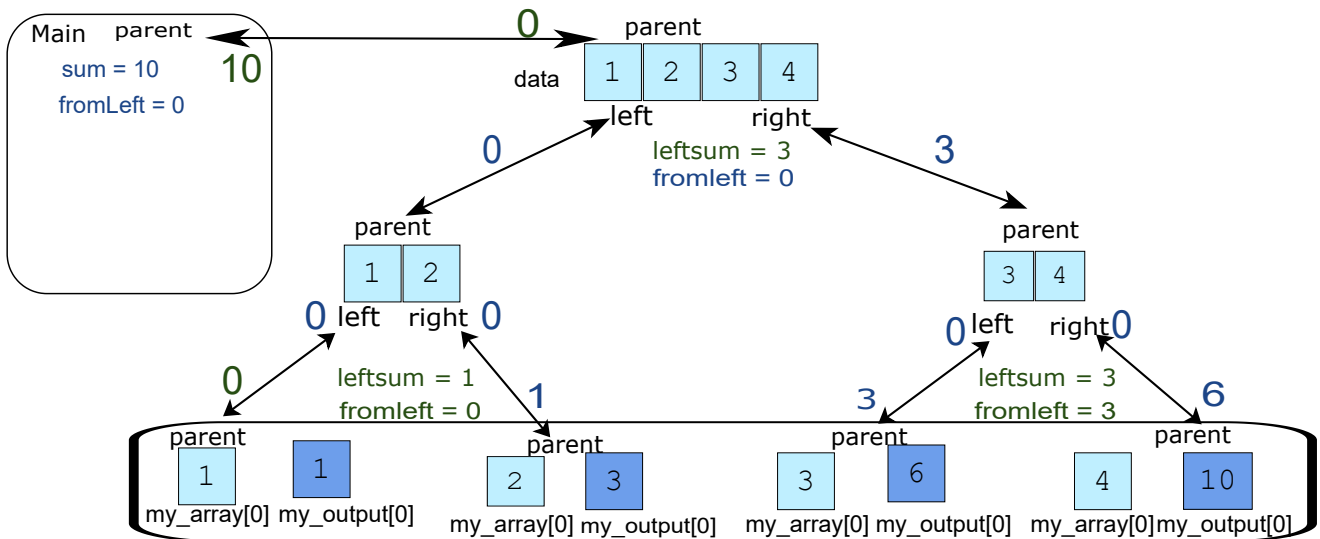 Main parent
sum = 10
fromLeft = 0
10
0
0
parent
data
1 2 3 4
left right
leftsum = 3
fromleft = 0
0
3
parent
1 2
0 left right 0
parent
3 4
0 left right 0
0
leftsum = 1
fromleft = 0
1
3
leftsum = 3
fromleft = 3
6
parent
1
1
my_array[0] my_output[0]
parent
2
3
my_array[0] my_output[0]
parent
3
6
my_array[0] my_output[0]
parent
4
10
my_array[0] my_output[0]